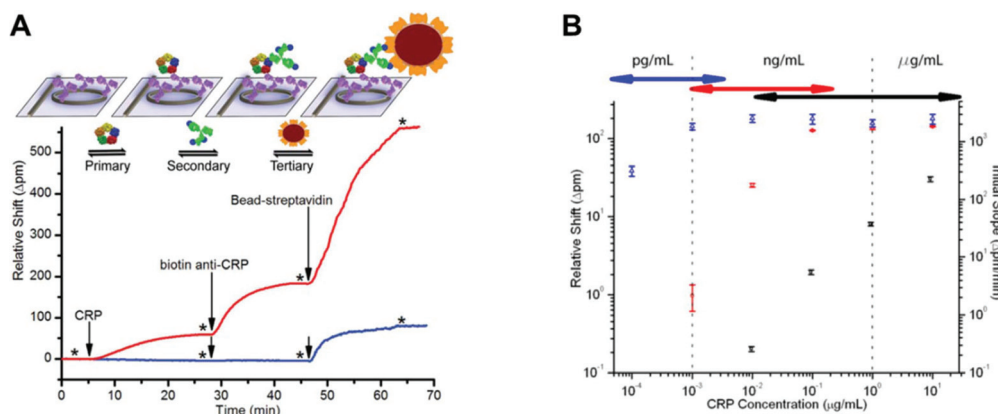 A
Primary
Secondary
Tertiary
Bead-streptavidin
biotin anti-CRP
CRP
*
*
*
*
*
*
*
Relative Shift (Δpm)
500
400
300
200
100
0
0
10
20
30
40
50
60
70
Time (min)
B
pg/mL
ng/mL
μg/mL
Relative Shift (Δpm)
10²
10¹
10⁰
10⁻¹
10³
10²
10¹
10⁰
10⁻¹
10⁻⁴
10⁻³
10⁻²
10⁻¹
10⁰
10¹
CRP Concentration (μg/mL)